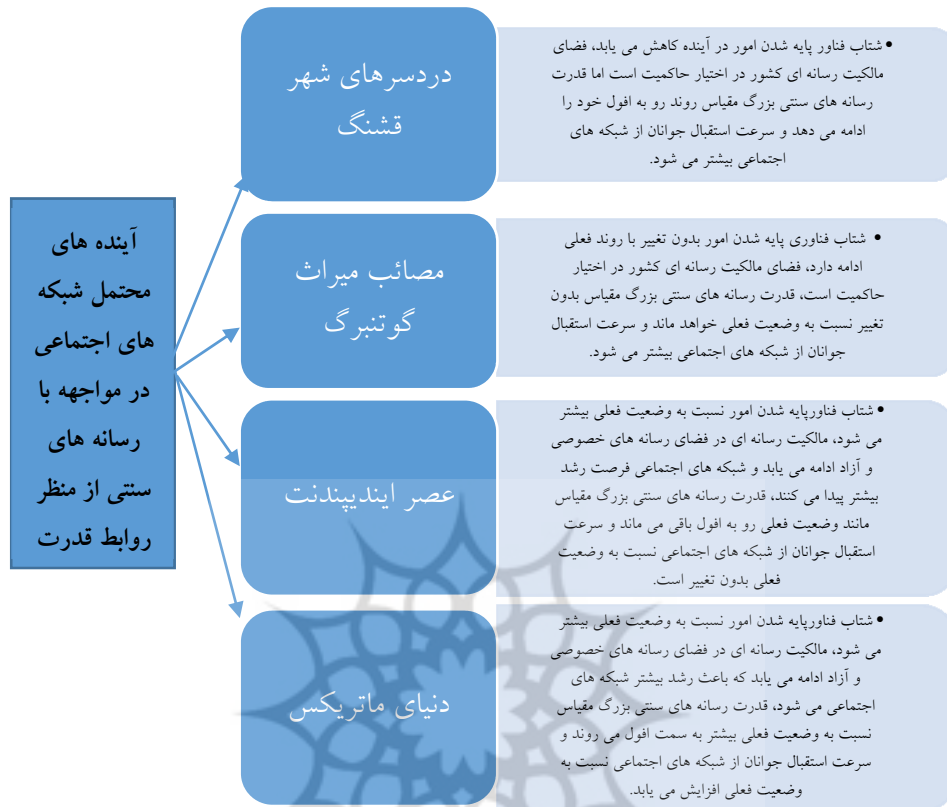 آینده های
محتمل شبکه
های اجتماعی
در مواجهه با
رسانه های
سنتی از منظر
روابط قدرت
دردسرهای شهر
قشنگ
•شتاب فناور پایه شدن امور در آینده کاهش می یابد، فضای
مالکیت رسانه ای کشور در اختیار حاکمیت است اما قدرت
رسانه های سنتی بزرگ مقیاس روند رو به افول خود را
ادامه می دهد و سرعت استقبال جوانان از شبکه های
اجتماعی بیشتر می شود.
مصائب میراث
گوتنبرگ
• شتاب فناوری پایه شدن امور بدون تغییر با روند فعلی
ادامه دارد، فضای مالکیت رسانه ای کشور در اختیار
حاکمیت است، قدرت رسانه های سنتی بزرگ مقیاس بدون
تغییر نسبت به وضعیت فعلی خواهد ماند و سرعت استقبال
جوانان از شبکه های اجتماعی بیشتر می شود.
عصر ایندیپندنت
•شتاب فناورپایه شدن امور نسبت به وضعیت فعلی بیشتر
می شود، مالکیت رسانه ای در فضای رسانه های خصوصی
و آزاد ادامه می یابد و شبکه های اجتماعی فرصت رشد
بیشتر پیدا می کنند، قدرت رسانه های سنتی بزرگ مقیاس
مانند وضعیت فعلی رو به افول باقی می ماند و سرعت
استقبال جوانان از شبکه های اجتماعی نسبت به وضعیت
فعلی بدون تغییر است.
دنیای ماتریکس
•شتاب فناورپایه شدن امور نسبت به وضعیت فعلی بیشتر
می شود، مالکیت رسانه ای در فضای رسانه های خصوصی
و آزاد ادامه می یابد که باعث رشد بیشتر شبکه های
اجتماعی می شود، قدرت رسانه های سنتی بزرگ مقیاس
نسبت به وضعیت فعلی بیشتر به سمت افول می روند و
سرعت استقبال جوانان از شبکه های اجتماعی نسبت به
وضعیت فعلی افزایش می یابد.